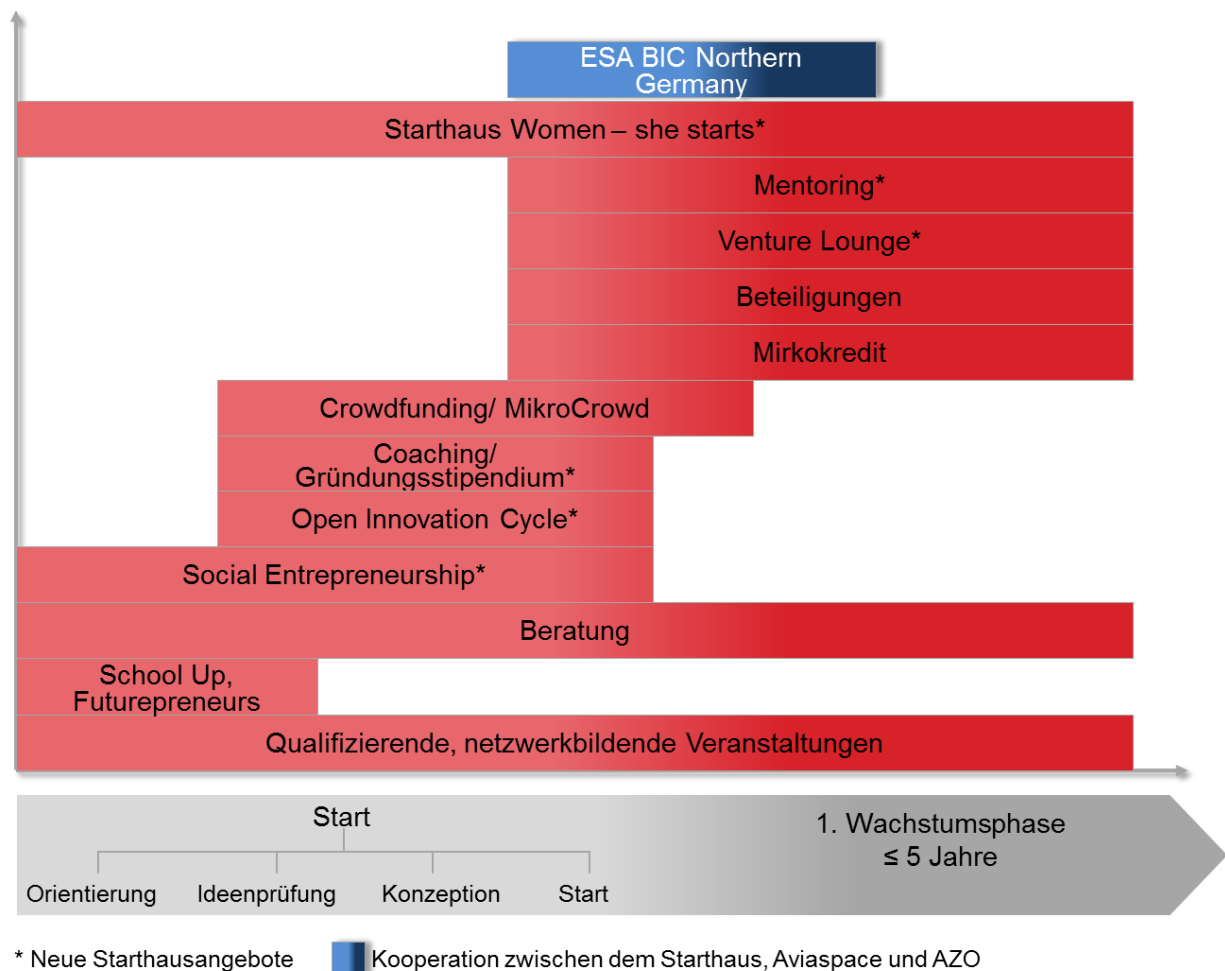 ESA BIC Northern
Germany
Starthaus Women – she starts*
Mentoring*
Venture Lounge*
Beteiligungen
Mirkokredit
Crowdfunding/ MikroCrowd
Coaching/
Gründungsstipendium*
Open Innovation Cycle*
Social Entrepreneurship*
Beratung
School Up,
Futurepreneurs
Qualifizierende, netzwerkbildende Veranstaltungen
Start
1. Wachstumsphase
≤ 5 Jahre
Orientierung Ideenprüfung Konzeption Start
* Neue Starthausangebote Kooperation zwischen dem Starthaus, Aviaspace und AZO